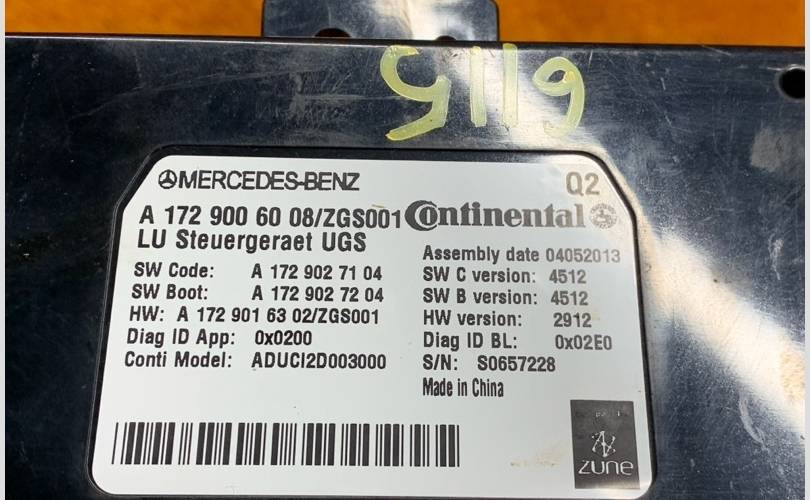 6115
MERCEDES-BENZ Q2
A 172 900 60 08/ZGS001 Continental
LU Steuergeraet UGS
Assembly date 04052013
SW Code: A 172 902 71 04
SW C version: 4512
SW Boot: A 172 902 72 04
SW B version: 4512
HW: A 172 901 63 02/ZGS001
HW version: 2912
Diag ID App: 0x0200
Diag ID BL: 0x02E0
Conti Model: ADUCI2D003000
S/N: S0657228
Made in China
zune